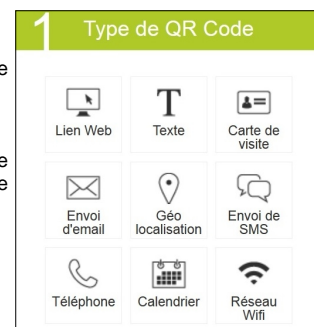 1 Type de QR Code
e
Lien Web
Texte
Carte de
visite
e
e
Envoi
d'email
Géo
localisation
Envoi de
SMS
Téléphone
Calendrier
Réseau
Wifi